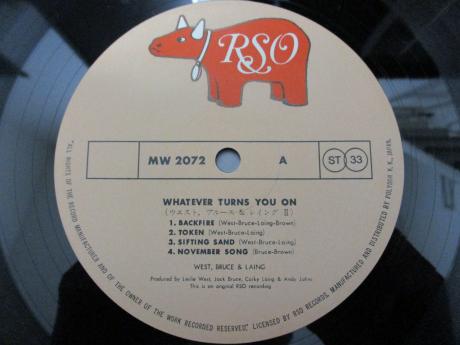 RSO
MW 2072 A ST 33
WHATEVER TURNS YOU ON
(ウエスト, ブルース & レイング II)
1. BACKFIRE (West-Bruce-Laing-Brown)
2. TOKEN (West-Bruce-Laing)
3. SIFTING SAND (West-Bruce-Laing)
4. NOVEMBER SONG (Bruce-Brown)
WEST, BRUCE & LAING
Produced by Leslie West, Jack Bruce, Corky Laing & Andy Johns
This is an original RSO recording
"ALL RIGHTS OF THE RECORD MANUFACTURER AND OF THE OWNER OF THE WORK RECORDED RESERVED." LICENSED BY RSO RECORDS. MANUFACTURED AND DISTRIBUTED BY POLYDOR K. K., JAPAN.